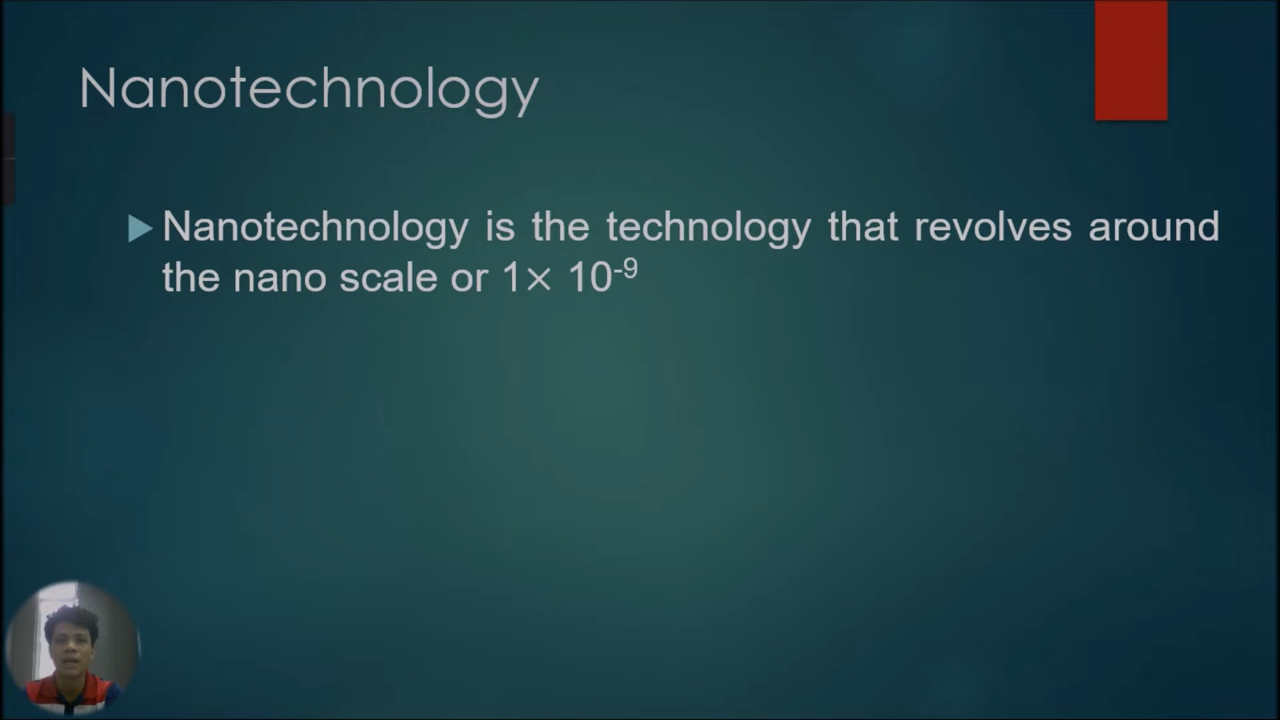 Nanotechnology
Nanotechnology is the technology that revolves around
the nano scale or 1× 10⁻⁹